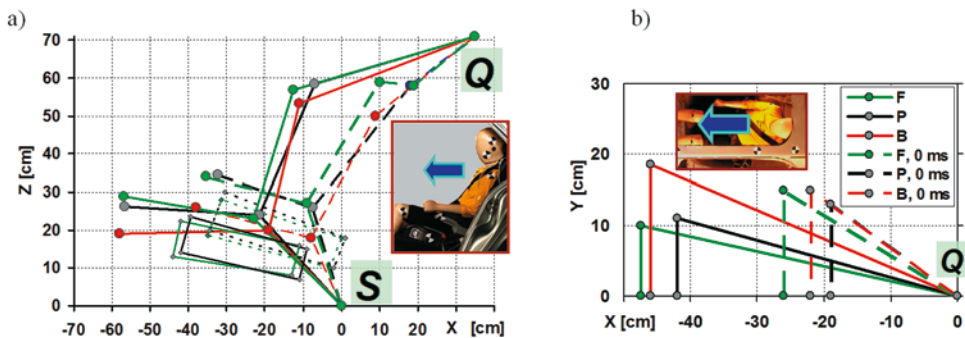 a)
70
60
50
40
30
20
10
0
Z [cm]
Q
S
-70 -60 -50 -40 -30 -20 -10 0 10 20 X [cm]
b)
30
20
10
0
Y [cm]
F
P
B
F, 0 ms
P, 0 ms
B, 0 ms
Q
X [cm] -40 -30 -20 -10 0